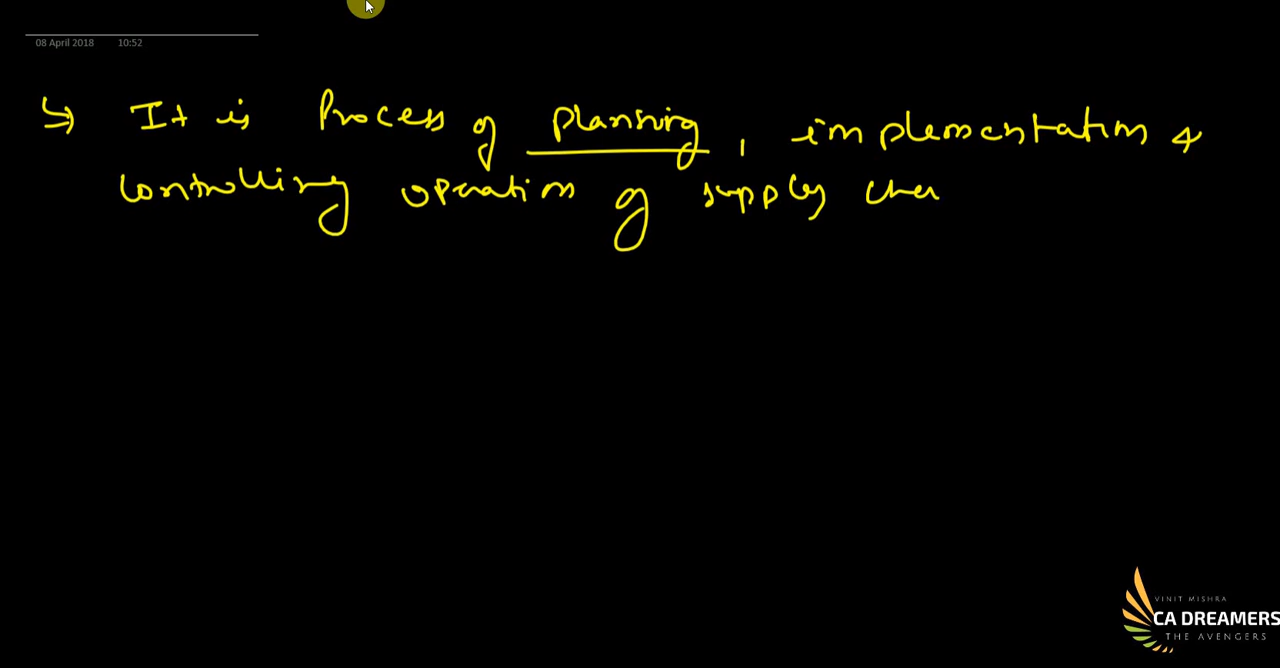 08 April 2018 10:52
↳ It is Process of planning, implementation &
controlling operation of supply cha
VINIT MISHRA
CA DREAMERS
THE AVENGERS